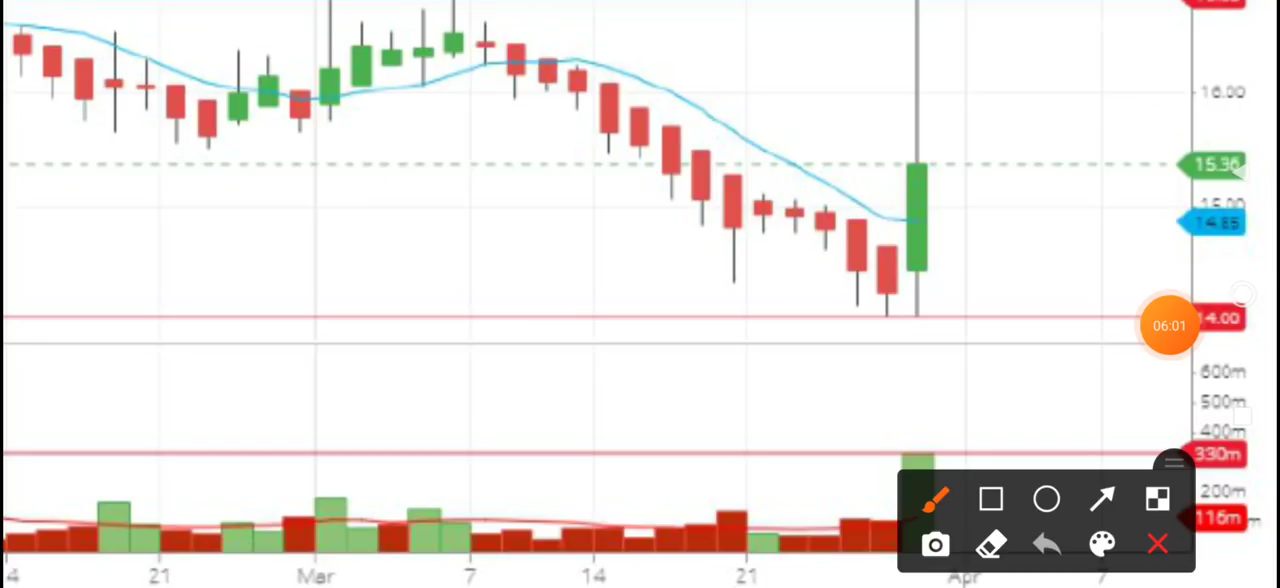 16.00
15.36
15.00
14.85
14.00
06:01
600m
500m
400m
330m
200m
116m
4 21 Mar 7 14 21 Apr 7